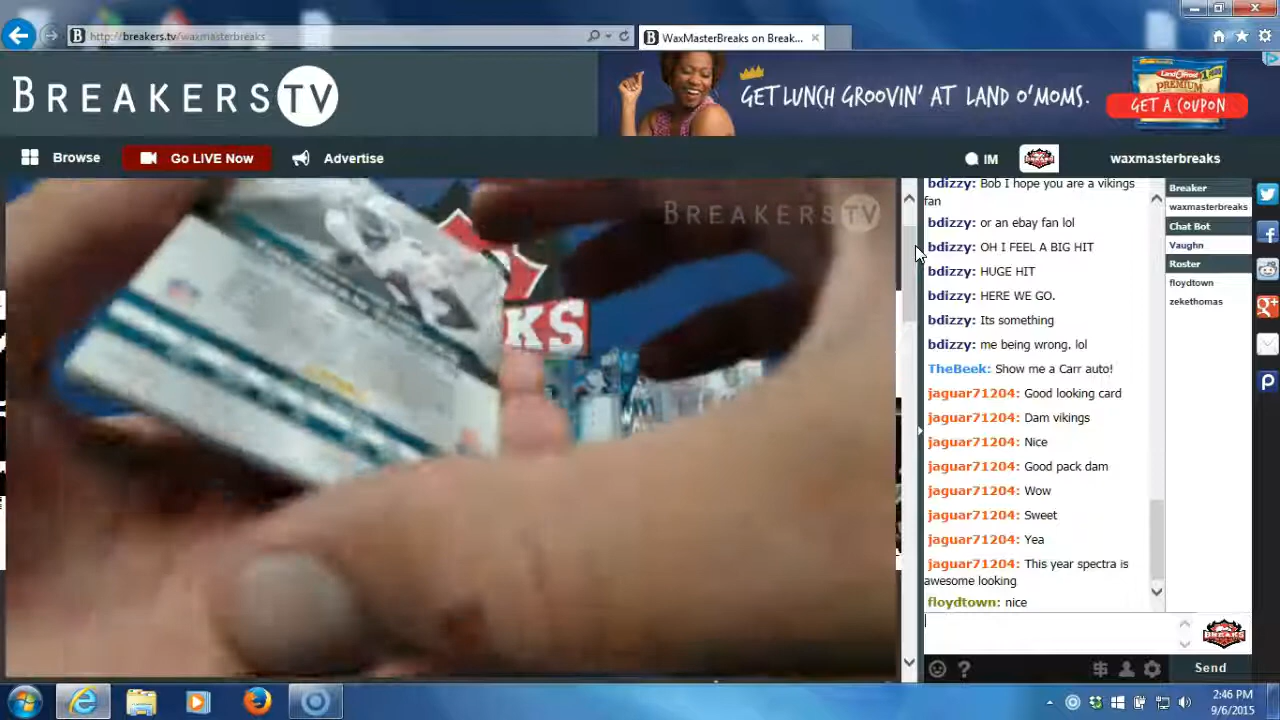 http://breakers.tv/waxmasterbreaks
WaxMasterBreaks on Break...
BREAKERS TV
GET LUNCH GROOVIN' AT LAND O'MOMS.
Land O'Frost
PREMIUM
GET A COUPON
Browse
Go LIVE Now
Advertise
IM
waxmasterbreaks
BREAKERS TV
KS
bdizzy: Bob I hope you are a vikings
fan
bdizzy: or an ebay fan lol
bdizzy: OH I FEEL A BIG HIT
bdizzy: HUGE HIT
bdizzy: HERE WE GO.
bdizzy: Its something
bdizzy: me being wrong, lol
TheBeek: Show me a Carr auto!
jaguar71204: Good looking card
jaguar71204: Dam vikings
jaguar71204: Nice
jaguar71204: Good pack dam
jaguar71204: Wow
jaguar71204: Sweet
jaguar71204: Yea
jaguar71204: This year spectra is
awesome looking
floydtown: nice
Breaker
waxmasterbreaks
Chat Bot
Vaughn
Roster
floydtown
zekethomas
BREAKS
Send
2:46 PM
9/6/2015